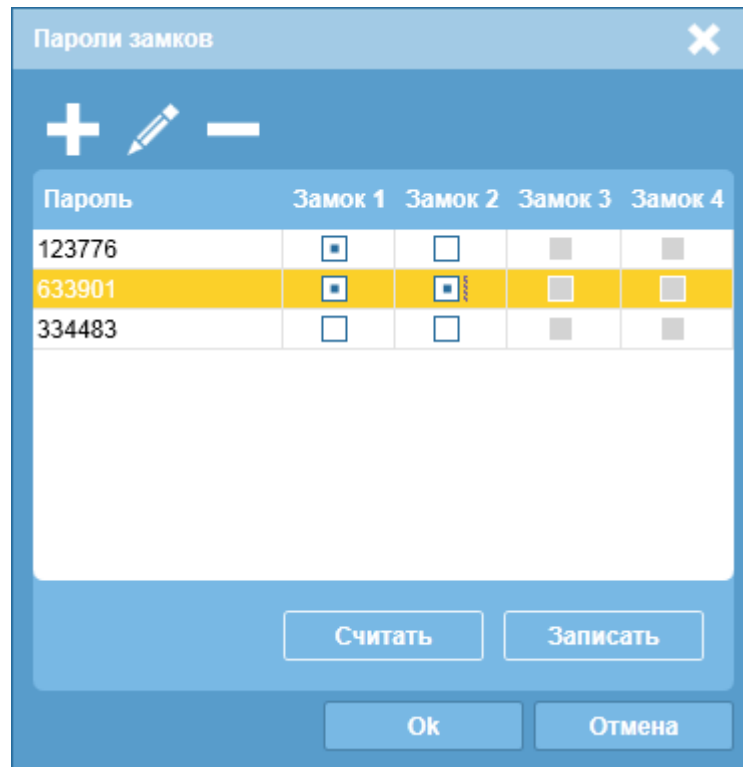 Пароли замков
Пароль Замок 1 Замок 2 Замок 3 Замок 4
123776
633901
334483
Считать Записать
Ok Отмена